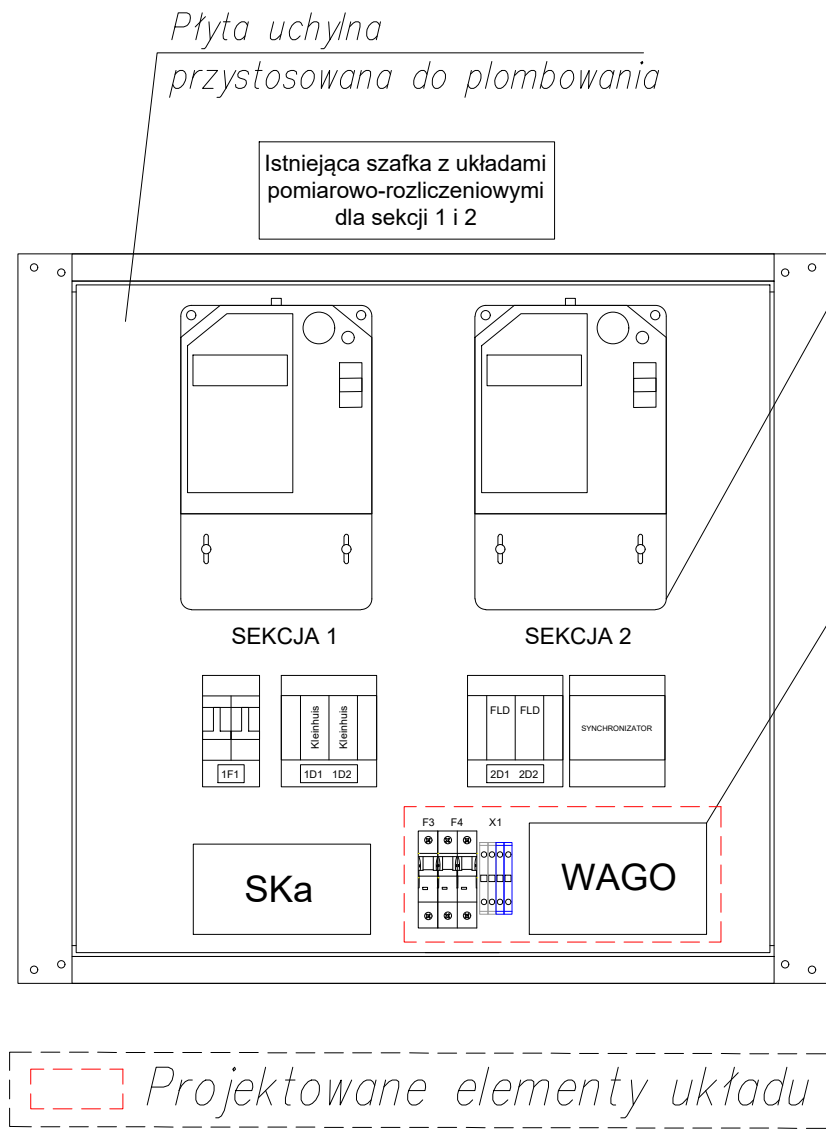 Płyta uchylna
przystosowana do plombowania
Istniejąca szafka z układami
pomiarowo-rozliczeniowymi
dla sekcji 1 i 2
SEKCJA 1
SEKCJA 2
Kleinhuis
Kleinhuis
FLD
FLD
SYNCHRONIZATOR
1F1
1D1 1D2
2D1 2D2
F3 F4 X1
SKa
WAGO
Projektowane elementy układu